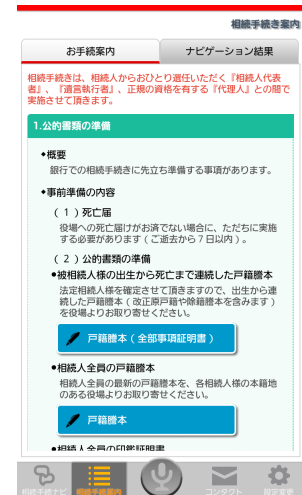 相続手続き案内
お手続案内
ナビゲーション結果
相続手続きは、相続人からおひとり選任いただく『相続人代表
者』、『遺言執行者』、正規の資格を有する『代理人』との間で
実施させて頂きます。
1.公的書類の準備
◆概要
銀行での相続手続きに先立ち準備する事項があります。
◆事前準備の内容
(1)死亡届
役場への死亡届けがお済でない場合に、ただちに実施
する必要があります(ご逝去から7日以内)。
(2)公的書類の準備
●被相続人様の出生から死亡まで連続した戸籍謄本
法定相続人様を確定させて頂きますので、出生から連
続した戸籍謄本(改正原戸籍や除籍謄本を含みます)
を役場よりお取り寄せください。
戸籍謄本(全部事項証明書)
●相続人全員の戸籍謄本
相続人全員の最新の戸籍謄本を、各相続人様の本籍地
のある役場よりお取り寄せください。
戸籍謄本
●相続人全員の印鑑証明書
相続手続ナビ
相続手続案内
コンタクト
設定変更